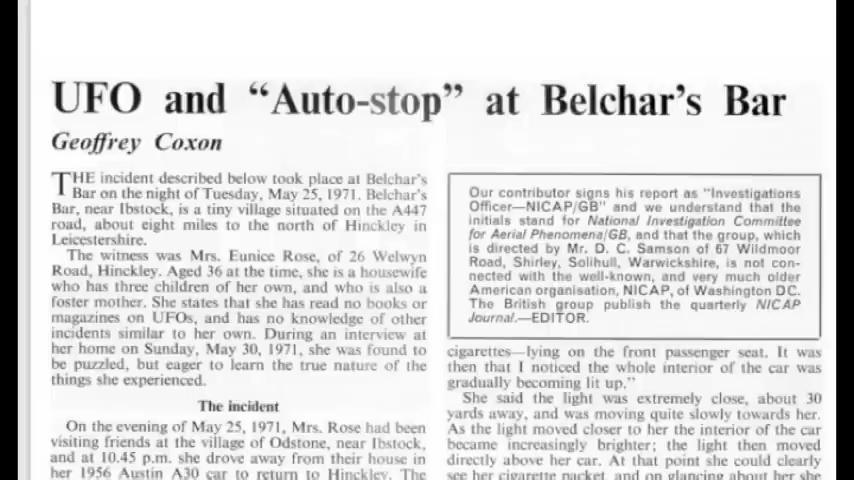 UFO and “Auto-stop” at Belchar’s Bar
Geoffrey Coxon
THE incident described below took place at Belchar’s
Bar on the night of Tuesday, May 25, 1971. Belchar’s
Bar, near Ibstock, is a tiny village situated on the A447
road, about eight miles to the north of Hinckley in
Leicestershire.
The witness was Mrs. Eunice Rose, of 26 Welwyn
Road, Hinckley. Aged 36 at the time, she is a housewife
who has three children of her own, and who is also a
foster mother. She states that she has read no books or
magazines on UFOs, and has no knowledge of other
incidents similar to her own. During an interview at
her home on Sunday, May 30, 1971, she was found to
be puzzled, but eager to learn the true nature of the
things she experienced.
The incident
On the evening of May 25, 1971, Mrs. Rose had been
visiting friends at the village of Odstone, near Ibstock,
and at 10.45 p.m. she drove away from their house in
her 1956 Austin A30 car to return to Hinckley. The
Our contributor signs his report as “Investigations
Officer—NICAP/GB” and we understand that the
initials stand for National Investigation Committee
for Aerial Phenomena/GB, and that the group, which
is directed by Mr. D. C. Samson of 67 Wildmoor
Road, Shirley, Solihull, Warwickshire, is not con-
nected with the well-known, and very much older
American organisation, NICAP, of Washington DC.
The British group publish the quarterly NICAP
Journal.—EDITOR.
cigarettes—lying on the front passenger seat. It was
then that I noticed the whole interior of the car was
gradually becoming lit up.”
She said the light was extremely close, about 30
yards away, and was moving quite slowly towards her.
As the light moved closer to her the interior of the car
became increasingly brighter; the light then moved
directly above her car. At that point she could clearly
see her cigarette packet, and on glancing about her she